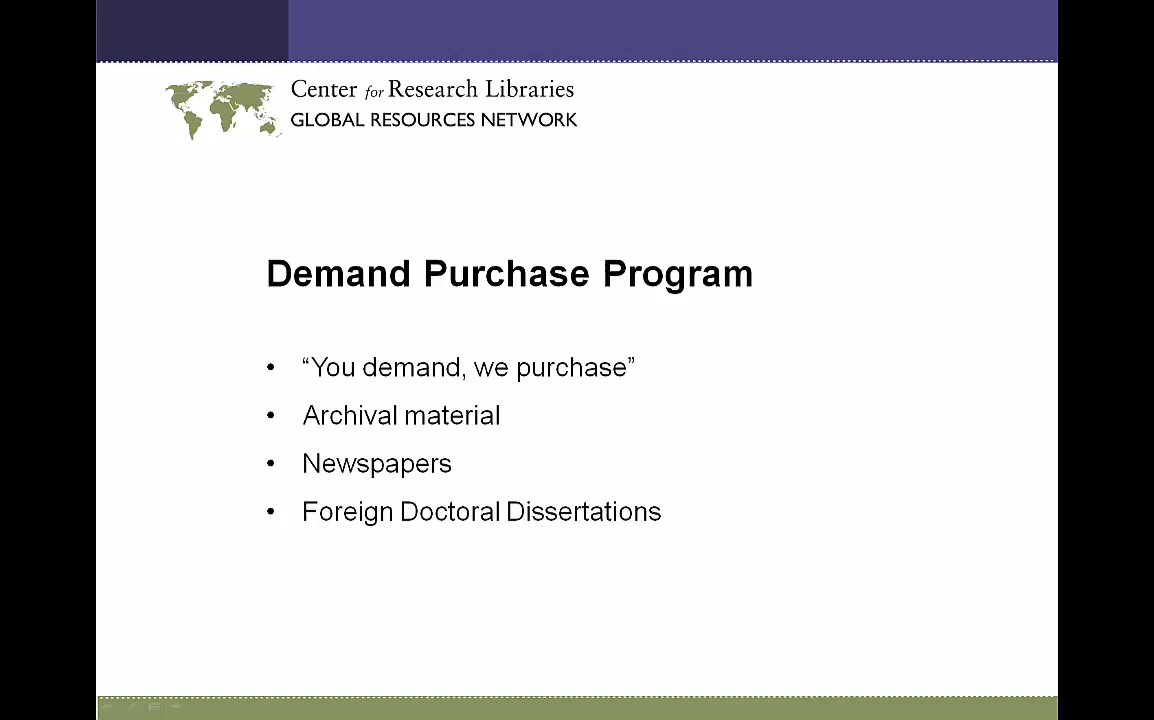 Center for Research Libraries
GLOBAL RESOURCES NETWORK
Demand Purchase Program
• “You demand, we purchase”
• Archival material
• Newspapers
• Foreign Doctoral Dissertations